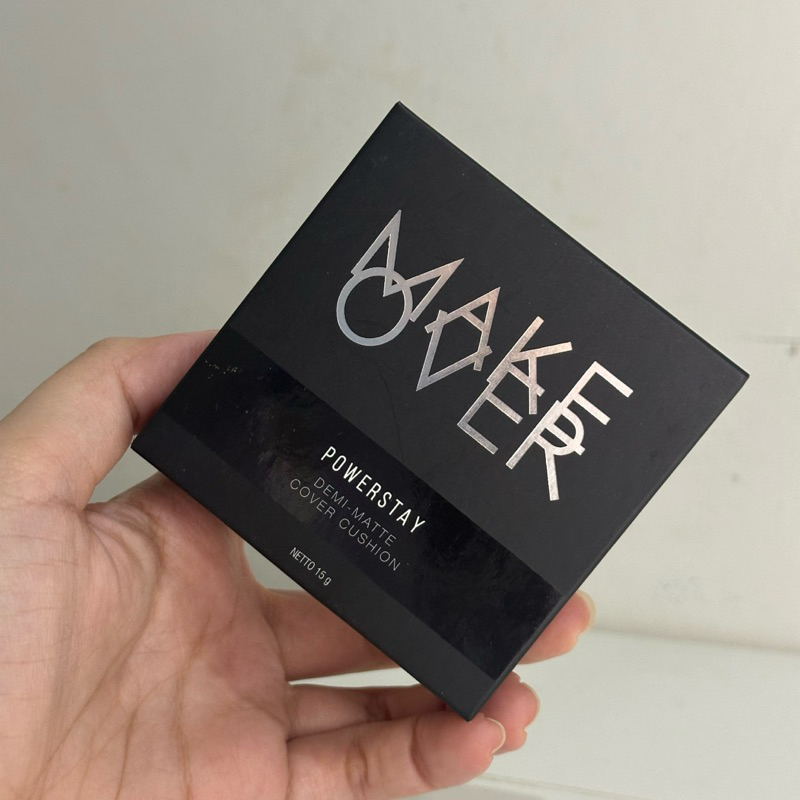 MAKE
OVER
POWERSTAY
DEMI-MATTE
COVER CUSHION
NETTO 15 g